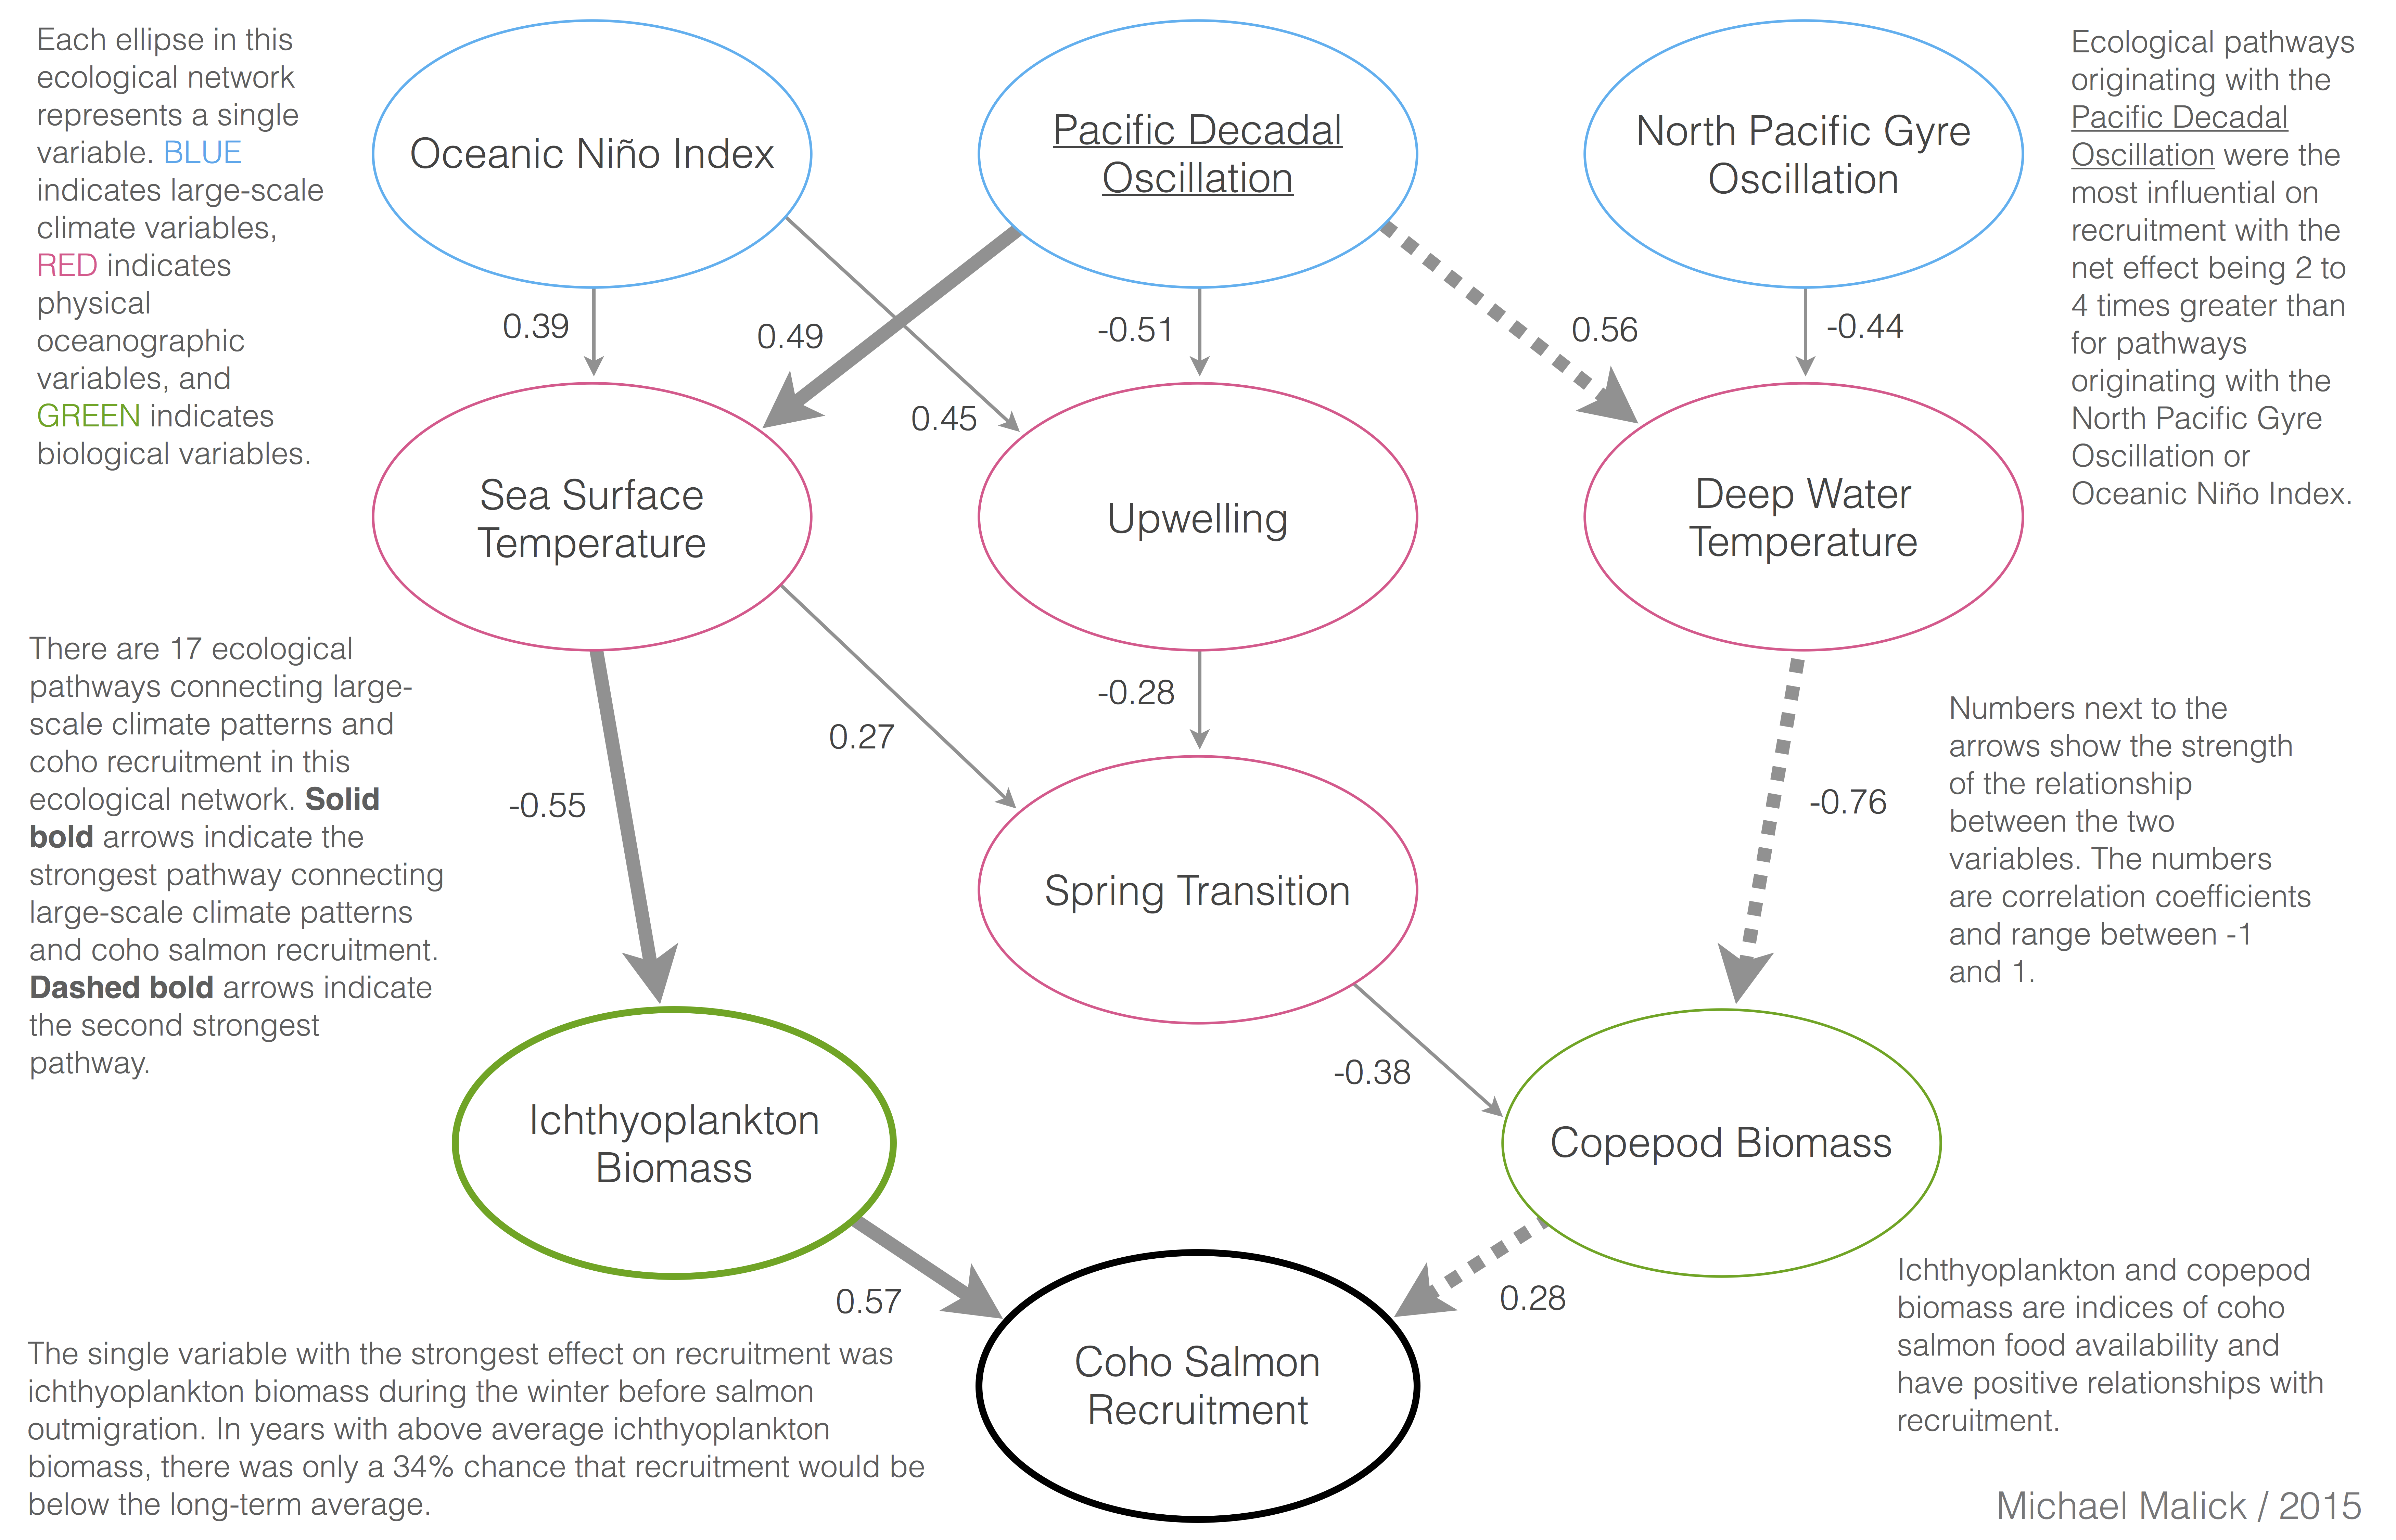 Each ellipse in this
ecological network
represents a single
variable. BLUE
indicates large-scale
climate variables,
RED indicates
physical
oceanographic
variables, and
GREEN indicates
biological variables.
Oceanic Niño Index
Pacific Decadal
Oscillation
North Pacific Gyre
Oscillation
Ecological pathways
originating with the
Pacific Decadal
Oscillation were the
most influential on
recruitment with the
net effect being 2 to
4 times greater than
for pathways
originating with the
North Pacific Gyre
Oscillation or
Oceanic Niño Index.
0.39
0.49
-0.51
0.56
-0.44
0.45
Sea Surface
Temperature
Upwelling
Deep Water
Temperature
There are 17 ecological
pathways connecting large-
scale climate patterns and
coho recruitment in this
ecological network. Solid
bold arrows indicate the
strongest pathway connecting
large-scale climate patterns
and coho salmon recruitment.
Dashed bold arrows indicate
the second strongest
pathway.
-0.55
0.27
-0.28
-0.76
Numbers next to the
arrows show the strength
of the relationship
between the two
variables. The numbers
are correlation coefficients
and range between -1
and 1.
Spring Transition
-0.38
Ichthyoplankton
Biomass
Copepod Biomass
0.57
0.28
Coho Salmon
Recruitment
Ichthyoplankton and copepod
biomass are indices of coho
salmon food availability and
have positive relationships with
recruitment.
The single variable with the strongest effect on recruitment was
ichthyoplankton biomass during the winter before salmon
outmigration. In years with above average ichthyoplankton
biomass, there was only a 34% chance that recruitment would be
below the long-term average.
Michael Malick / 2015